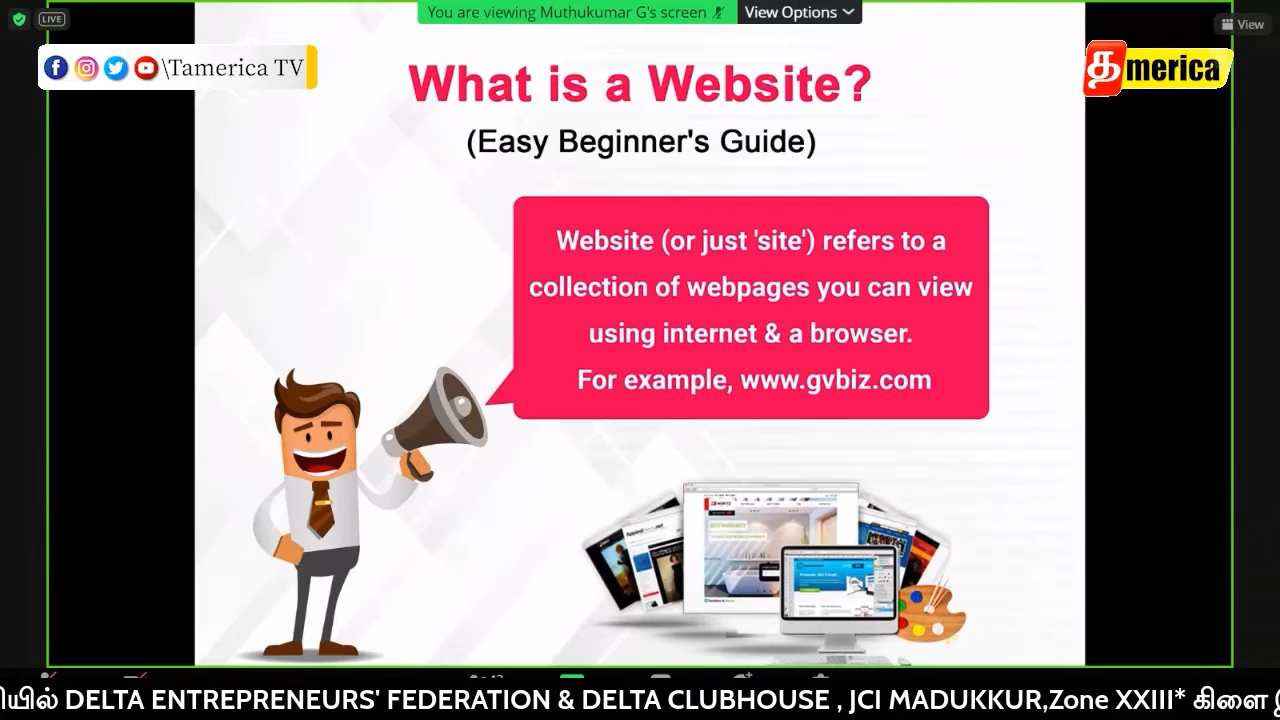 You are viewing Muthukumar G's screen
View Options
LIVE
View
\Tamerica TV
தmerica
What is a Website?
(Easy Beginner's Guide)
Website (or just 'site') refers to a
collection of webpages you can view
using internet & a browser.
For example, www.gvbiz.com
யில் DELTA ENTREPRENEURS' FEDERATION & DELTA CLUBHOUSE , JCI MADUKKUR,Zone XXIII* கிளை